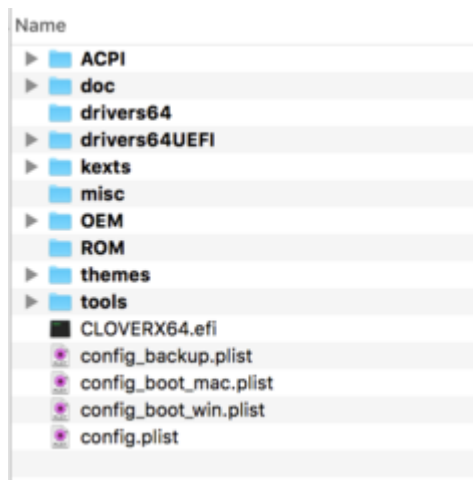 Name
ACPI
doc
drivers64
drivers64UEFI
kexts
misc
OEM
ROM
themes
tools
CLOVERX64.efi
config_backup.plist
config_boot_mac.plist
config_boot_win.plist
config.plist